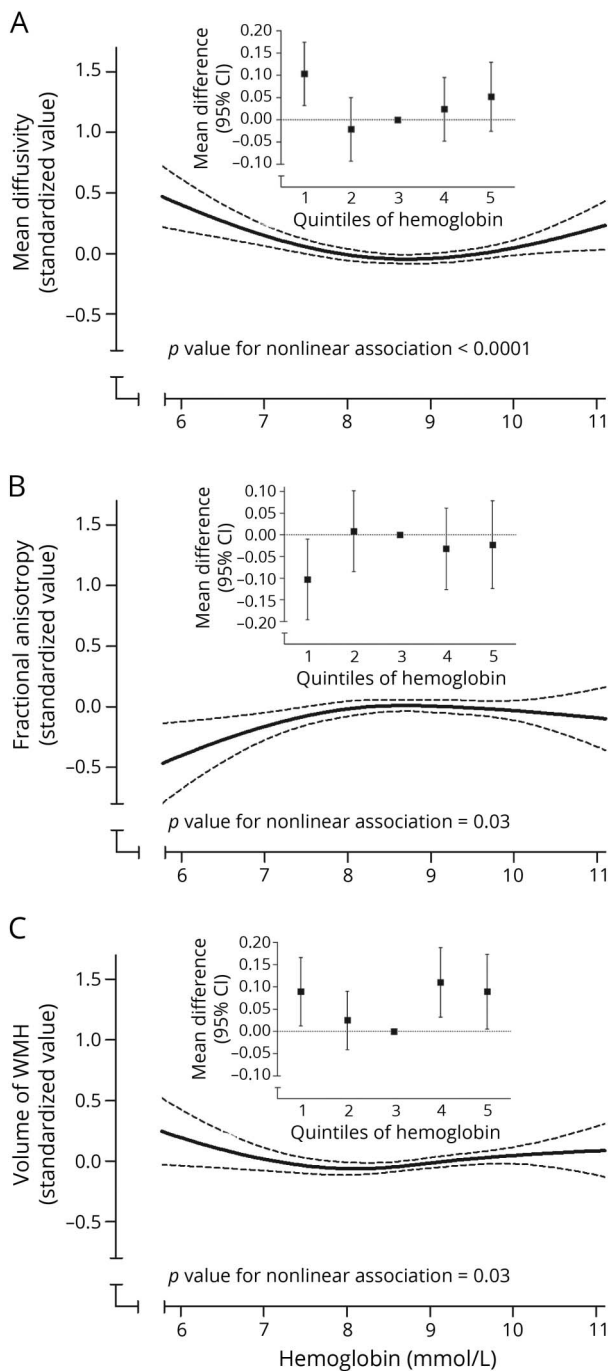 A
Mean diffusivity
(standardized value)
1.5
1.0
0.5
0.0
−0.5
Mean difference
(95% CI)
0.20
0.15
0.10
0.05
0.00
−0.05
−0.10
1 2 3 4 5
Quintiles of hemoglobin
p value for nonlinear association < 0.0001
6 7 8 9 10 11
B
Fractional anisotropy
(standardized value)
1.5
1.0
0.5
0.0
−0.5
Mean difference
(95% CI)
0.10
0.05
0.00
−0.05
−0.10
−0.15
−0.20
1 2 3 4 5
Quintiles of hemoglobin
p value for nonlinear association = 0.03
6 7 8 9 10 11
C
Volume of WMH
(standardized value)
1.5
1.0
0.5
0.0
−0.5
Mean difference
(95% CI)
0.20
0.15
0.10
0.05
0.00
−0.05
−0.10
1 2 3 4 5
Quintiles of hemoglobin
p value for nonlinear association = 0.03
6 7 8 9 10 11
Hemoglobin (mmol/L)